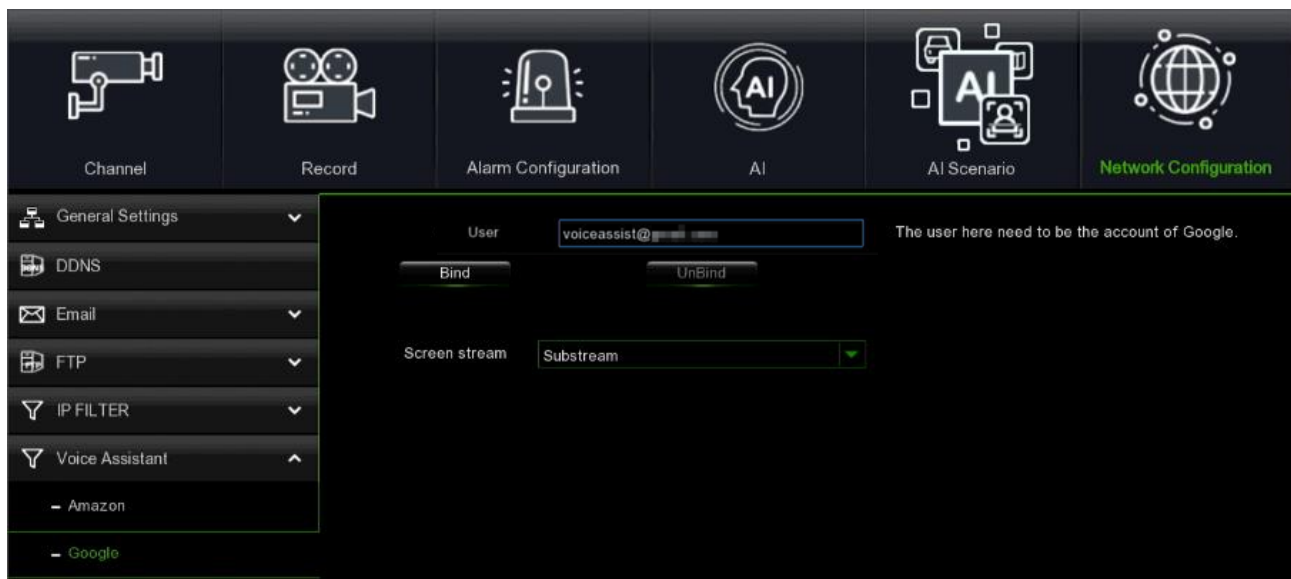 Channel
Record
Alarm Configuration
AI
AI Scenario
Network Configuration
General Settings
DDNS
Email
FTP
IP FILTER
Voice Assistant
Amazon
Google
User
voiceassist@
The user here need to be the account of Google.
Bind
UnBind
Screen stream
Substream